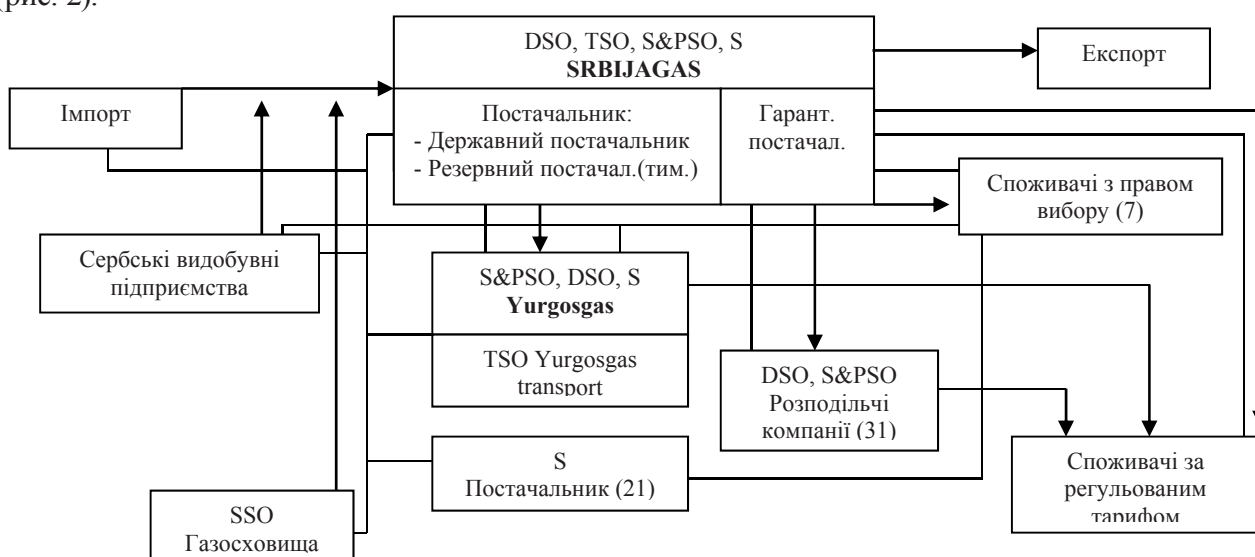 (рис. 2).
DSO, TSO, S&PSO, S
SRBIJAGAS
Експорт
Імпорт
Постачальник:
- Державний постачальник
- Резервний постачал.(тим.)
Гарант.
постачал.
Споживачі з правом
вибору (7)
Сербські видобувні
підприємства
S&PSO, DSO, S
Yurgosgas
TSO Yurgosgas
transport
DSO, S&PSO
Розподільчі
компанії (31)
S
Постачальник (21)
Споживачі за
регульованим
тарифом
SSO
Газосховища